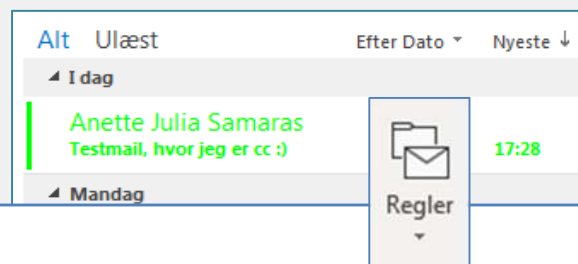 Alt Ulæst Efter Dato Nyeste ↓
I dag
Anette Julia Samaras
Testmail, hvor jeg er cc :) 17:28
Mandag
Regler